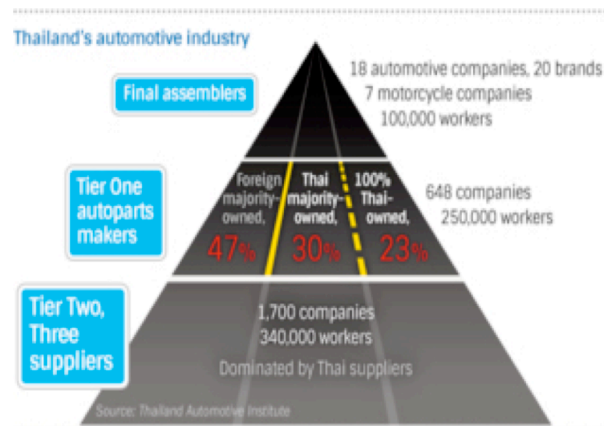 Thailand's automotive industry
Final assemblers
18 automotive companies, 20 brands
7 motorcycle companies
100,000 workers
Tier One
autoparts
makers
Foreign
majority-
owned,
47%
Thai
majority-
owned,
30%
100%
Thai-
owned,
23%
648 companies
250,000 workers
Tier Two,
Three
suppliers
1,700 companies
340,000 workers
Dominated by Thai suppliers
Source: Thailand Automotive Institute